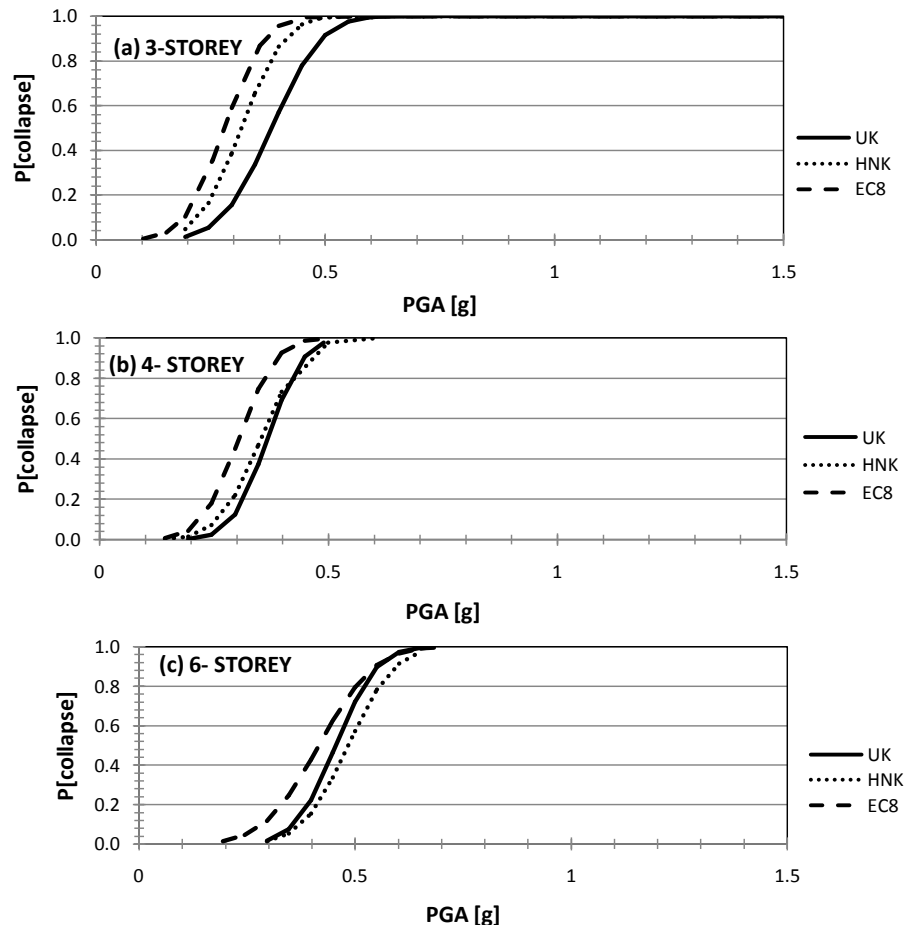 (a) 3-STOREY
P[collapse]
1.0
0.8
0.6
0.4
0.2
0.0
0
0.5
1
1.5
PGA [g]
UK
HNK
EC8
(b) 4- STOREY
P[collapse]
1.0
0.8
0.6
0.4
0.2
0.0
0
0.5
1
1.5
PGA [g]
UK
HNK
EC8
(c) 6- STOREY
P[collapse]
1.0
0.8
0.6
0.4
0.2
0.0
0
0.5
1
1.5
PGA [g]
UK
HNK
EC8